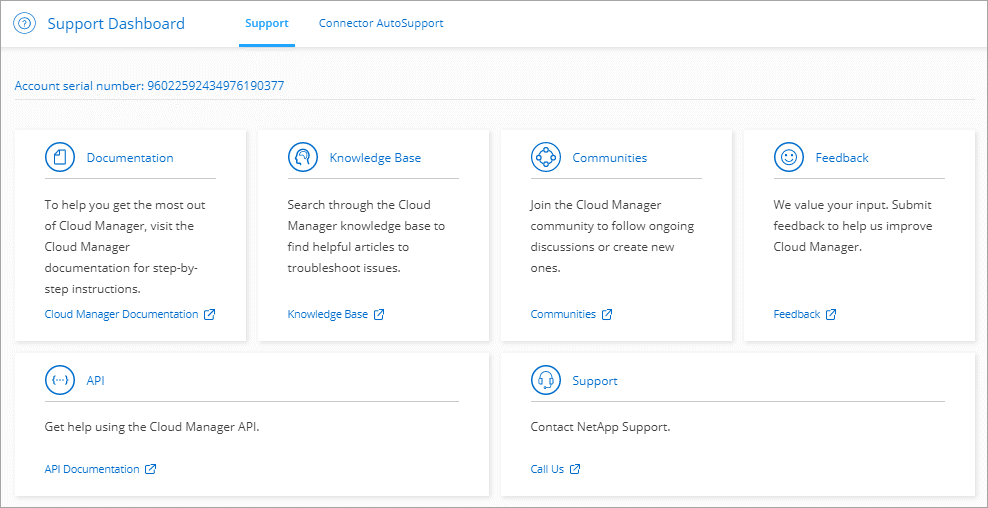 Support Dashboard
Support
Connector AutoSupport
Account serial number: 96022592434976190377
Documentation
To help you get the most out
of Cloud Manager, visit the
Cloud Manager
documentation for step-by-
step instructions.
Cloud Manager Documentation
Knowledge Base
Search through the Cloud
Manager knowledge base to
find helpful articles to
troubleshoot issues.
Knowledge Base
Communities
Join the Cloud Manager
community to follow ongoing
discussions or create new
ones.
Communities
Feedback
We value your input. Submit
feedback to help us improve
Cloud Manager.
Feedback
API
Get help using the Cloud Manager API.
API Documentation
Support
Contact NetApp Support.
Call Us